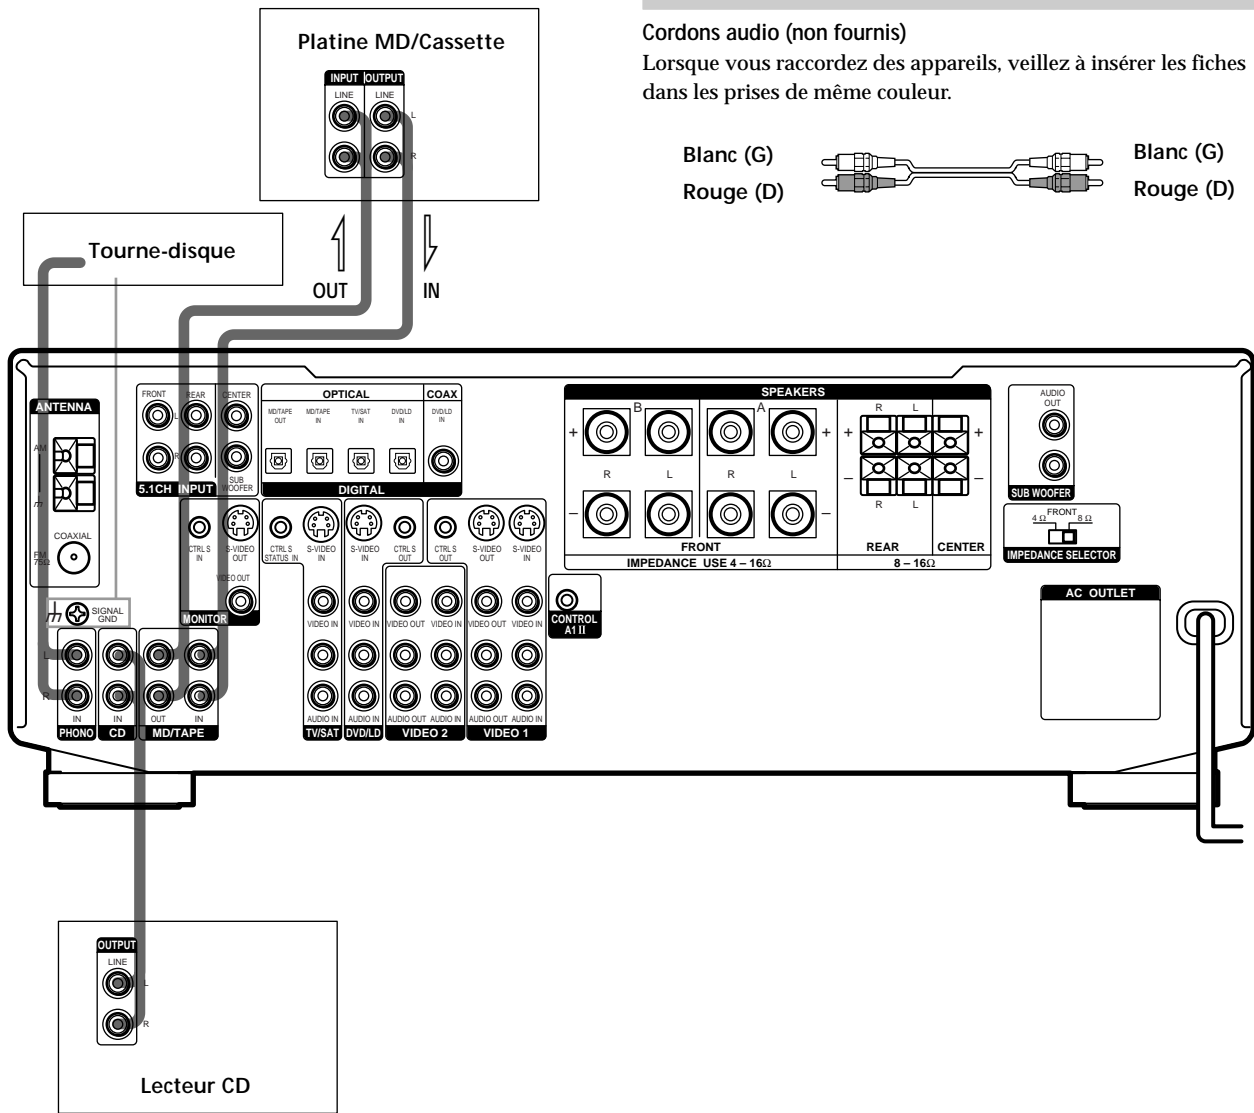 Platine MD/Cassette
INPUT OUTPUT
LINE LINE
L
R
Cordons audio (non fournis)
Lorsque vous raccordez des appareils, veillez à insérer les fiches
dans les prises de même couleur.
Blanc (G) Blanc (G)
Rouge (D) Rouge (D)
Tourne-disque
OUT IN
ANTENNA
AM
COAXIAL
FM
75Ω
SIGNAL
GND
FRONT REAR CENTER
L
R
SUB
WOOFER
5.1CH INPUT
OPTICAL COAX
MD/TAPE OUT
MD/TAPE IN
TV/SAT IN
DVD/LD IN
DVD/LD IN
DIGITAL
CTRL S IN
S-VIDEO OUT
VIDEO OUT
MONITOR
CTRL S STATUS IN
S-VIDEO IN
S-VIDEO IN
CTRL S OUT
CTRL S OUT
S-VIDEO OUT
S-VIDEO IN
VIDEO IN VIDEO IN VIDEO OUT VIDEO IN VIDEO OUT VIDEO IN
AUDIO IN AUDIO IN AUDIO OUT AUDIO IN AUDIO OUT AUDIO IN
TV/SAT DVD/LD VIDEO 2 VIDEO 1
CONTROL
A1 II
SPEAKERS
B A
+ +
R L R L
– –
FRONT
IMPEDANCE USE 4 – 16Ω
R L
+ +
– –
R L
REAR CENTER
8 – 16Ω
AUDIO
OUT
SUB WOOFER
FRONT
4 Ω 8 Ω
IMPEDANCE SELECTOR
AC OUTLET
L
R
IN IN OUT IN
PHONO CD MD/TAPE
OUTPUT
LINE
L
R
Lecteur CD